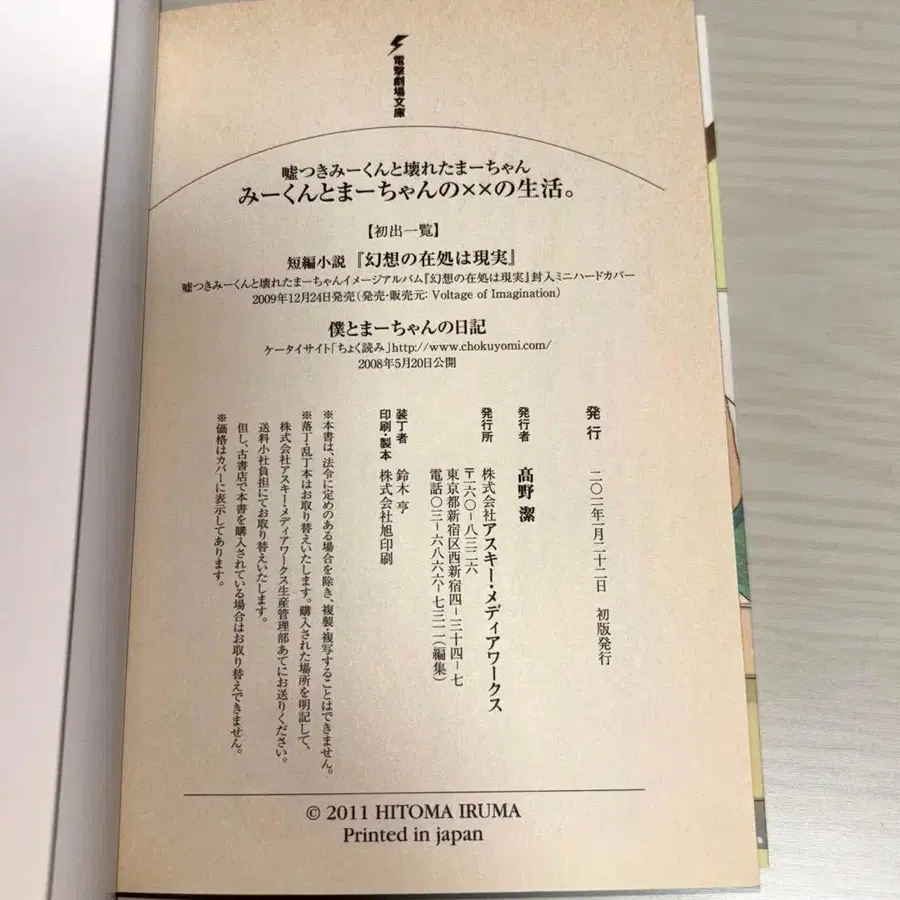 電撃劇場文庫
嘘つきみーくんと壊れたまーちゃん
みーくんとまーちゃんの××の生活。
【初出一覧】
短編小説『幻想の在処は現実』
嘘つきみーくんと壊れたまーちゃんイメージアルバム『幻想の在処は現実』封入ミニハードカバー
2009年12月24日発売(発売・販売元: Voltage of Imagination)
僕とまーちゃんの日記
ケータイサイト「ちょく読み」http://www.chokuyomi.com/
2008年5月20日公開
発行 二〇一一年一月二十二日 初版発行
発行者 髙野 潔
発行所 株式会社アスキー・メディアワークス
〒一六〇-八三二六
東京都新宿区西新宿四-三十四-七
電話〇三-六八六六-七三一一(編集)
装丁者 鈴木 亨
印刷・製本 株式会社旭印刷
※本書は、法令に定めのある場合を除き、複製・複写することはできません。
※落丁・乱丁本はお取り替えいたします。購入された場所を明記して、
株式会社アスキー・メディアワークス生産管理部あてにお送りください。
送料小社負担にてお取り替えいたします。
但し、古書店で本書を購入されている場合はお取り替えできません。
※価格はカバーに表示してあります。
© 2011 HITOMA IRUMA
Printed in japan